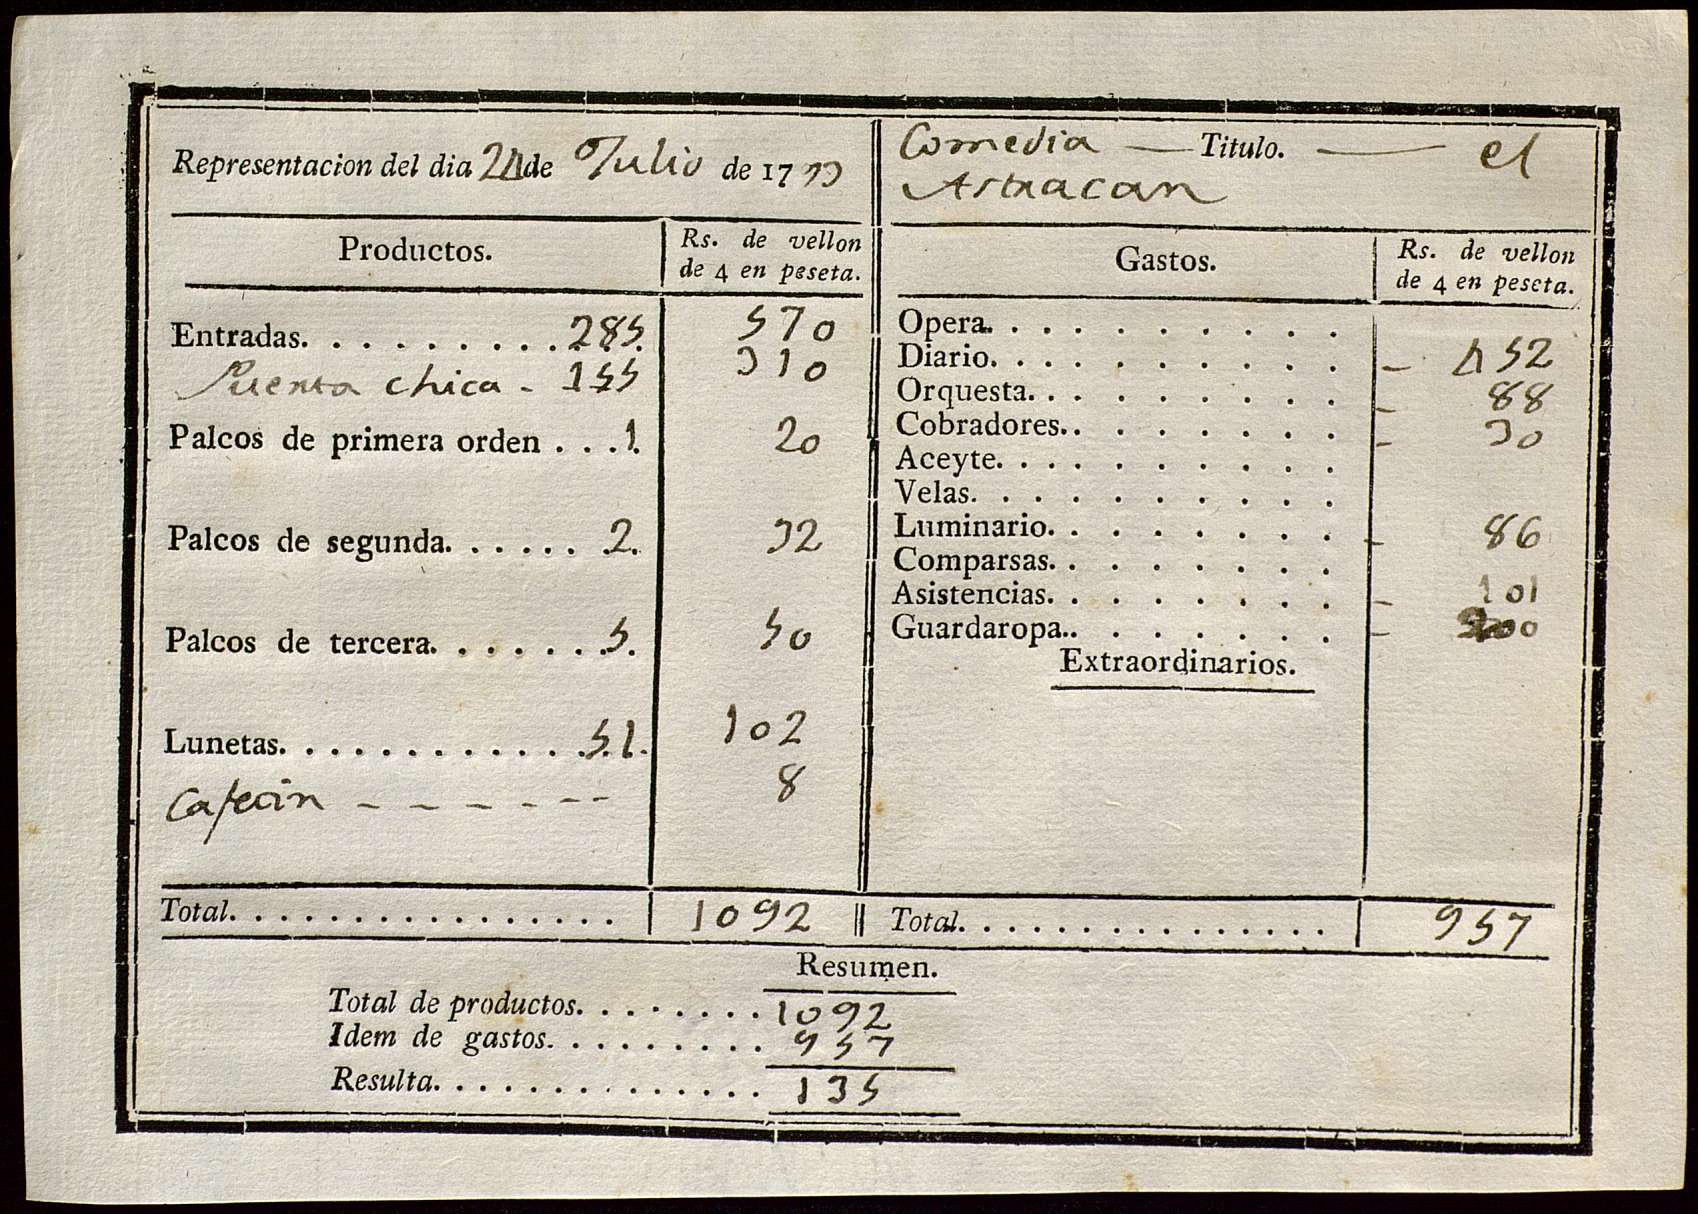 Representacion del dia 24 de Julio de 1793
Productos. Rs. de vellon
de 4 en peseta.
Entradas. . . . . . . . . . 285. 570
Puerta chica - 155 310
Palcos de primera orden . . . 1. 20
Palcos de segunda. . . . . . 2. 32
Palcos de tercera. . . . . . . 5. 50
Lunetas. . . . . . . . . . . . 51. 102
Cafecin - - - - - - - 8
Total. . . . . . . . . . . . . . . . 1092
Comedia — Titulo. — el
Astracan
Gastos. Rs. de vellon
de 4 en peseta.
Opera. . . . . . . . . .
Diario. . . . . . . . . . - 452
Orquesta. . . . . . . . . - 88
Cobradores. . . . . . . . - 30
Aceyte. . . . . . . . . .
Velas. . . . . . . . . .
Luminario. . . . . . . . - 86
Comparsas. . . . . . . .
Asistencias. . . . . . . . - 101
Guardaropa. . . . . . . . - 200
Extraordinarios.
Total. . . . . . . . . . . . . . . . 957
Resumen.
Total de productos. . . . . . . . 1092
Idem de gastos. . . . . . . . . 957
Resulta. . . . . . . . . . . . . . 135